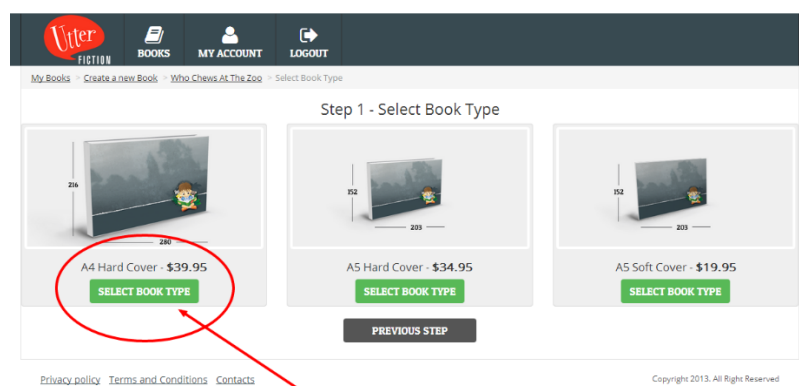 Utter
FICTION
BOOKS
MY ACCOUNT
LOGOUT
My Books > Create a new Book > Who Chews At The Zoo > Select Book Type
Step 1 - Select Book Type
216
280
A4 Hard Cover - $39.95
SELECT BOOK TYPE
152
203
A5 Hard Cover - $34.95
SELECT BOOK TYPE
152
203
A5 Soft Cover - $19.95
SELECT BOOK TYPE
PREVIOUS STEP
Privacy policy Terms and Conditions Contacts
Copyright 2013. All Right Reserved